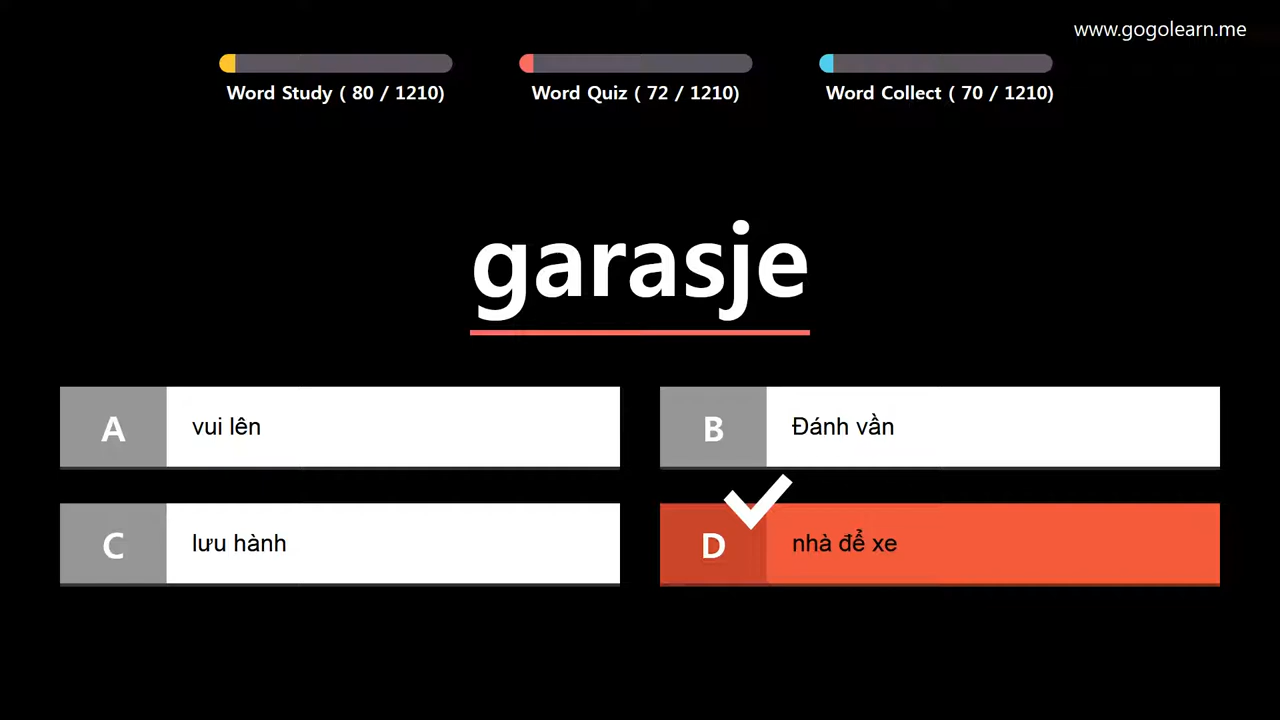 www.gogolearn.me
Word Study ( 80 / 1210)
Word Quiz ( 72 / 1210)
Word Collect ( 70 / 1210)
garasje
A vui lên
B Đánh vần
C lưu hành
D nhà để xe